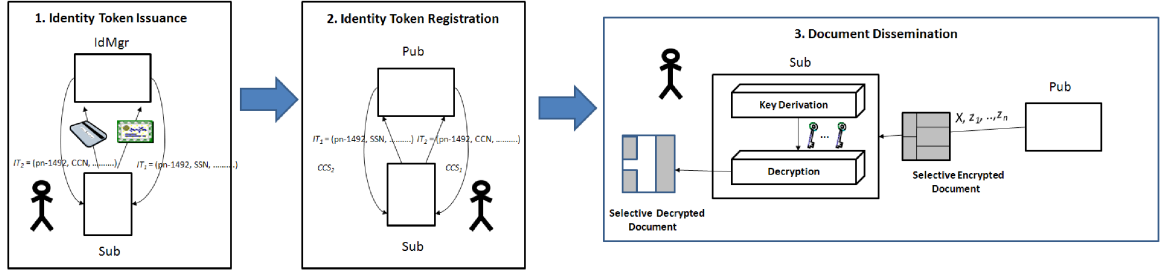 1. Identity Token Issuance
IdMgr
IT2 = (pn-1492, CCN, ..........)
IT1 = (pn-1492, SSN, ..........)
Sub
2. Identity Token Registration
Pub
IT1 = (pn-1492, SSN, ..........)
IT2 = (pn-1492, CCN, ..........)
CCS2
CCS1
Sub
3. Document Dissemination
Sub
Key Derivation
...
Decryption
Selective Decrypted
Document
Selective Encrypted
Document
X, z1, ..,zn
Pub